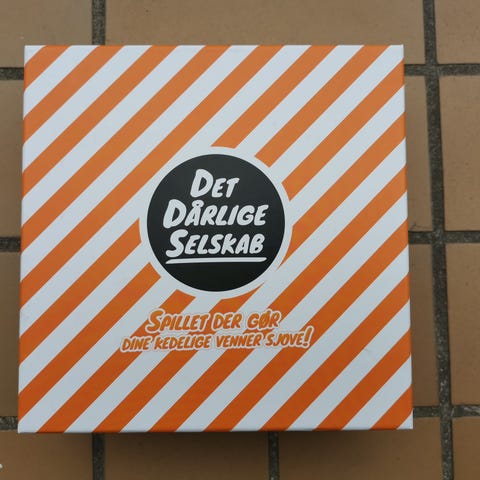 Det
Dårlige
Selskab
Spillet der gør
dine kedelige venner sjove!